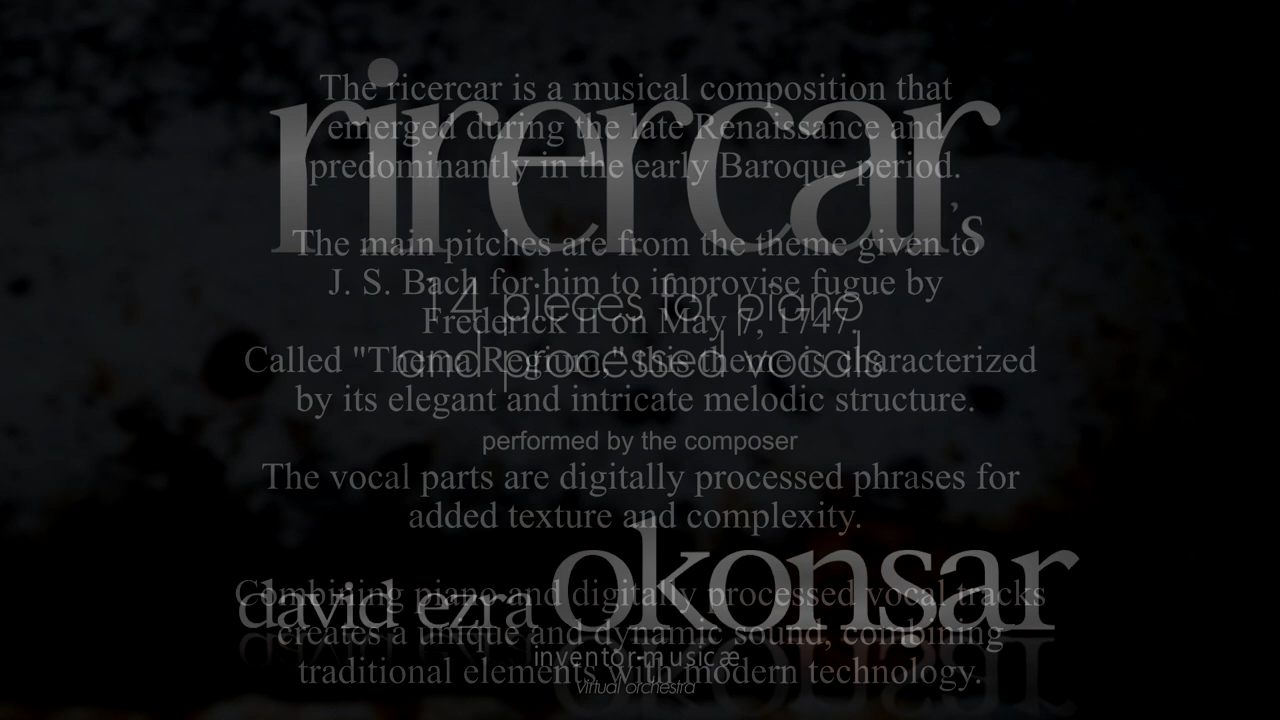 The ricercar is a musical composition that
rirercar's
emerged during the late Renaissance and
predominantly in the early Baroque period.
The main pitches are from the theme given to
J. S. Bach for him to improvise fugue by
14 pieces for piano
Frederick II on May 7, 1747.
Called "Thema Regium," this theme is characterized
and processed vocals
by its elegant and intricate melodic structure.
performed by the composer
The vocal parts are digitally processed phrases for
added texture and complexity.
Combining piano and digitally processed vocal tracks
david ezra okonsar
creates a unique and dynamic sound, combining
inventor-musicæ
traditional elements with modern technology.
Virtual orchestra